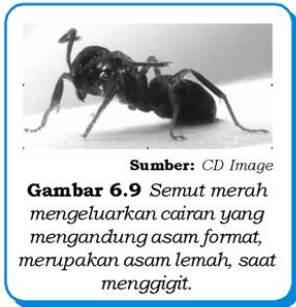 Sumber: CD Image
Gambar 6.9 Semut merah
mengeluarkan cairan yang
mengandung asam format,
merupakan asam lemah, saat
menggigit.